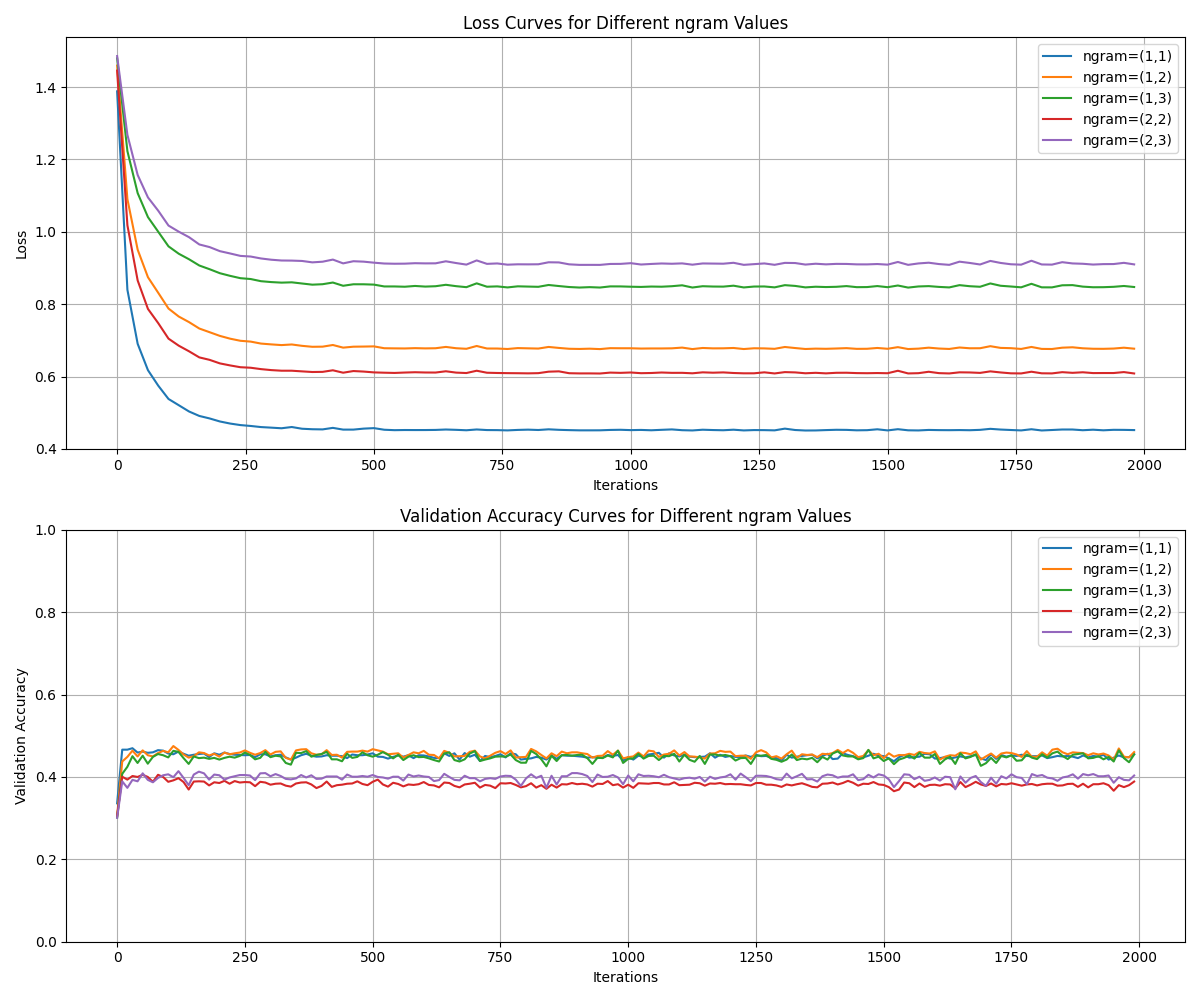 Loss Curves for Different ngram Values
1.4
1.2
1.0
0.8
0.6
0.4
Loss
0 250 500 750 1000 1250 1500 1750 2000
Iterations
ngram=(1,1)
ngram=(1,2)
ngram=(1,3)
ngram=(2,2)
ngram=(2,3)
Validation Accuracy Curves for Different ngram Values
1.0
0.8
0.6
0.4
0.2
0.0
Validation Accuracy
0 250 500 750 1000 1250 1500 1750 2000
Iterations
ngram=(1,1)
ngram=(1,2)
ngram=(1,3)
ngram=(2,2)
ngram=(2,3)